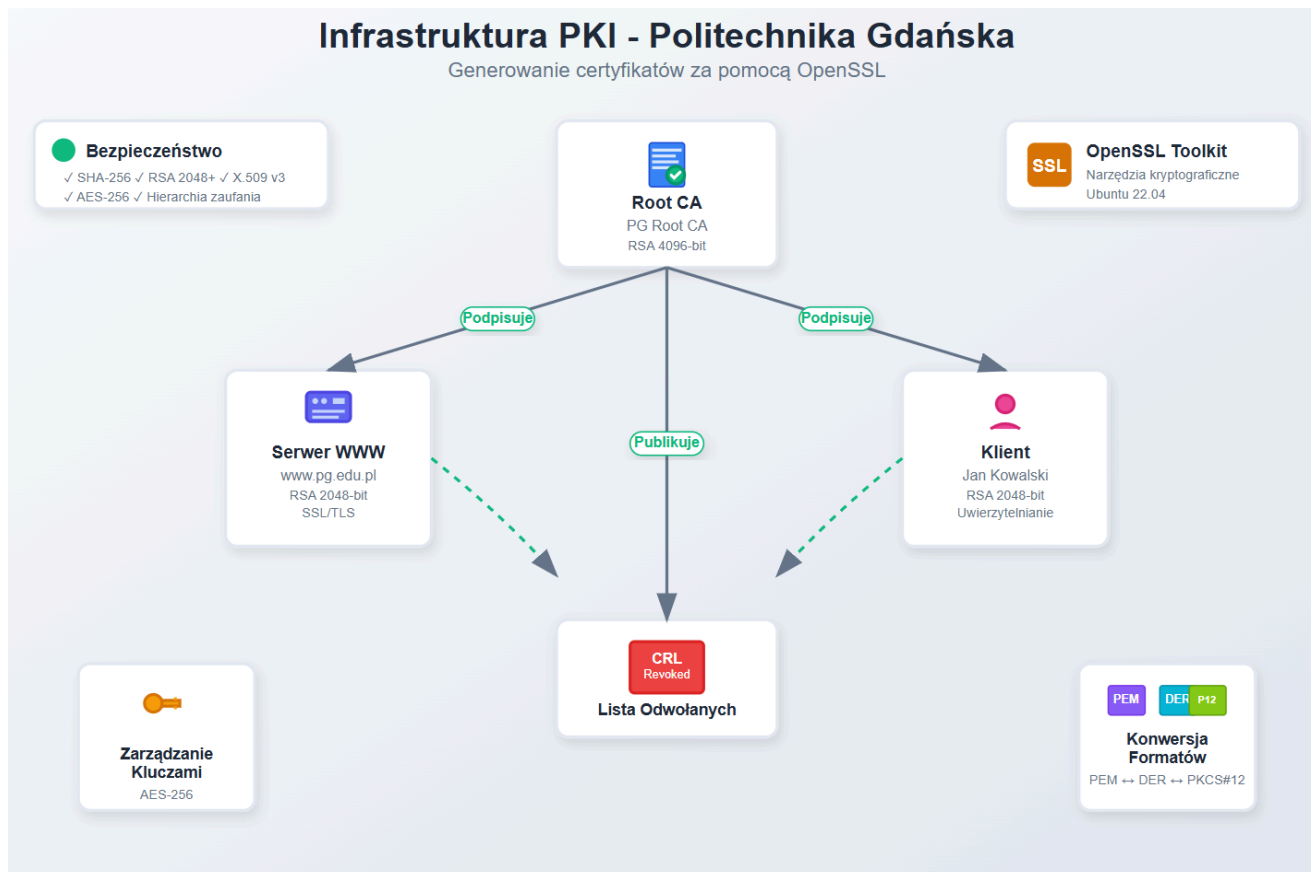 Infrastruktura PKI - Politechnika Gdańska
Generowanie certyfikatów za pomocą OpenSSL
Bezpieczeństwo
✓ SHA-256 ✓ RSA 2048+ ✓ X.509 v3
✓ AES-256 ✓ Hierarchia zaufania
Root CA
PG Root CA
RSA 4096-bit
SSL
OpenSSL Toolkit
Narzędzia kryptograficzne
Ubuntu 22.04
Podpisuje
Podpisuje
Serwer WWW
www.pg.edu.pl
RSA 2048-bit
SSL/TLS
Publikuje
Klient
Jan Kowalski
RSA 2048-bit
Uwierzytelnianie
CRL
Revoked
Lista Odwołanych
Zarządzanie
Kluczami
AES-256
PEM DER P12
Konwersja
Formatów
PEM ↔ DER ↔ PKCS#12